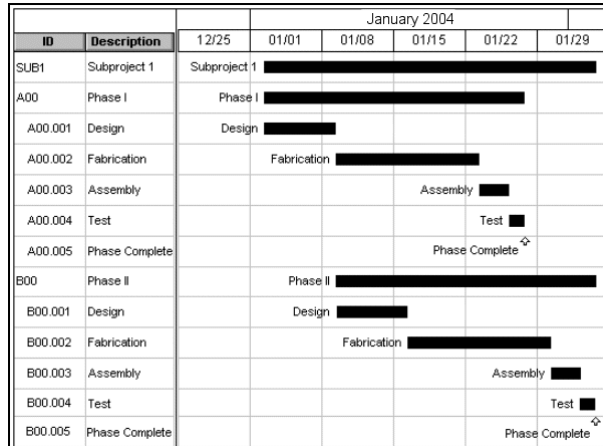 January 2004
ID Description 12/25 01/01 01/08 01/15 01/22 01/29
SUB1 Subproject 1 Subproject 1
A00 Phase I Phase I
A00.001 Design Design
A00.002 Fabrication Fabrication
A00.003 Assembly Assembly
A00.004 Test Test
A00.005 Phase Complete Phase Complete
B00 Phase II Phase II
B00.001 Design Design
B00.002 Fabrication Fabrication
B00.003 Assembly Assembly
B00.004 Test Test
B00.005 Phase Complete Phase Complete